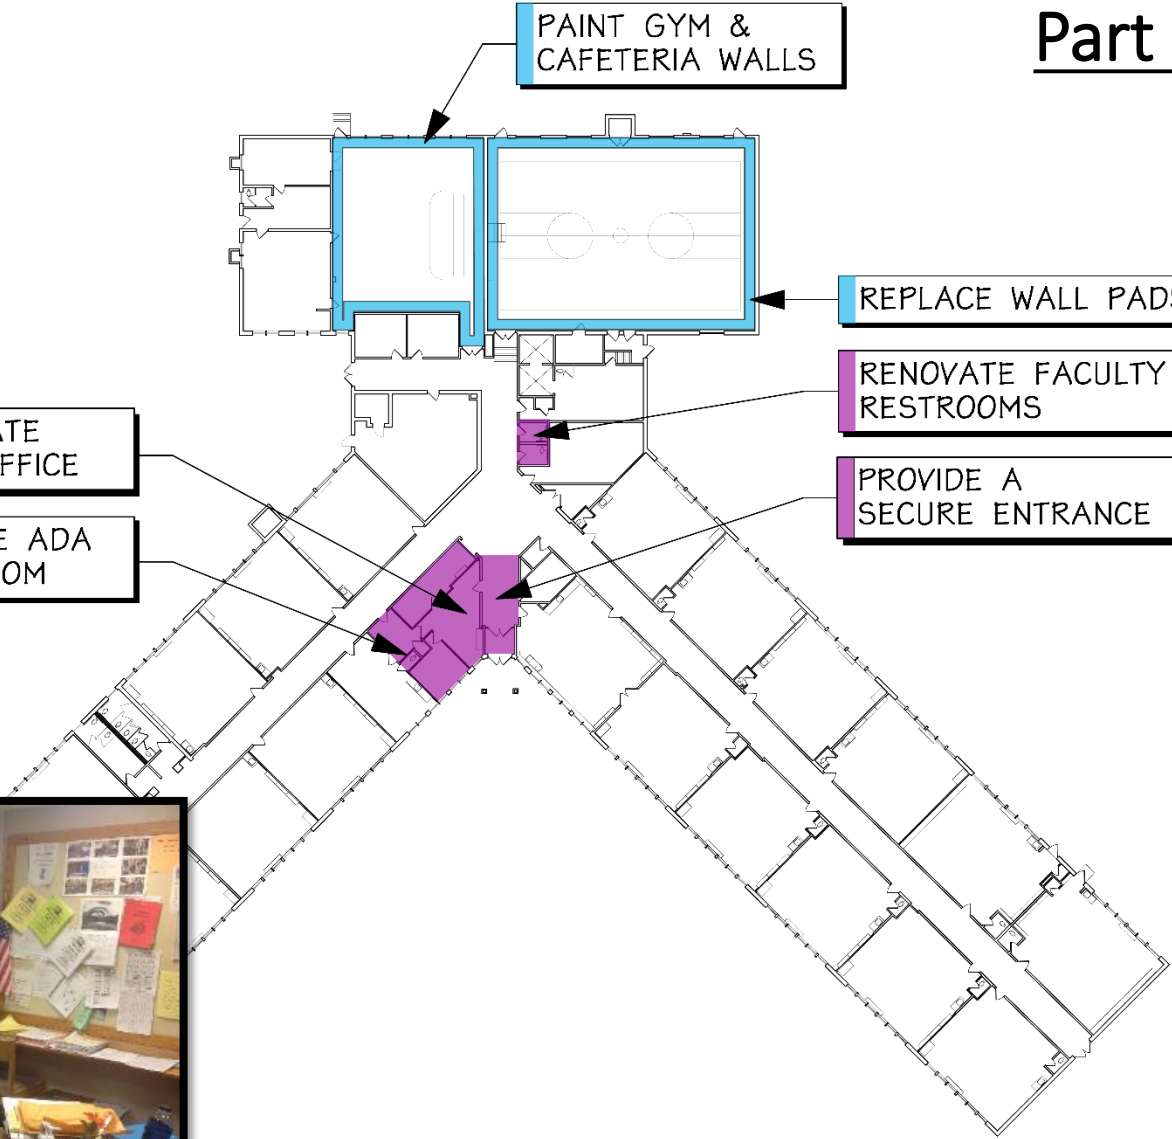 PAINT GYM &
CAFETERIA WALLS
Part
REPLACE WALL PADS
RENOVATE FACULTY
RESTROOMS
ATE
FFICE
PROVIDE A
SECURE ENTRANCE
E ADA
OM